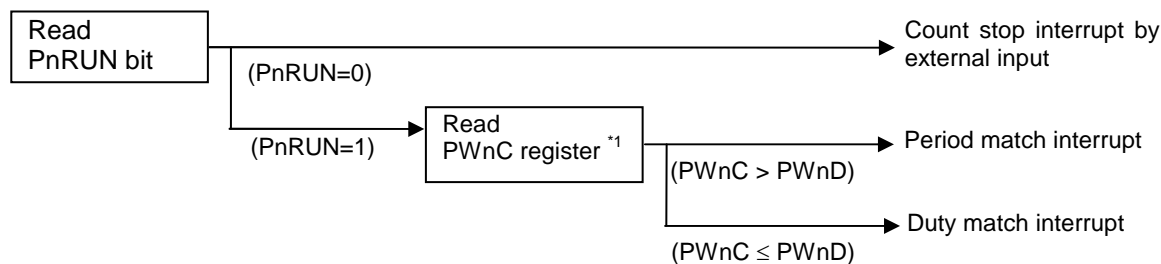 Read
PnRUN bit
Count stop interrupt by
external input
(PnRUN=0)
(PnRUN=1)
Read
PWnC register *1
Period match interrupt
(PWnC > PWnD)
Duty match interrupt
(PWnC ≤ PWnD)